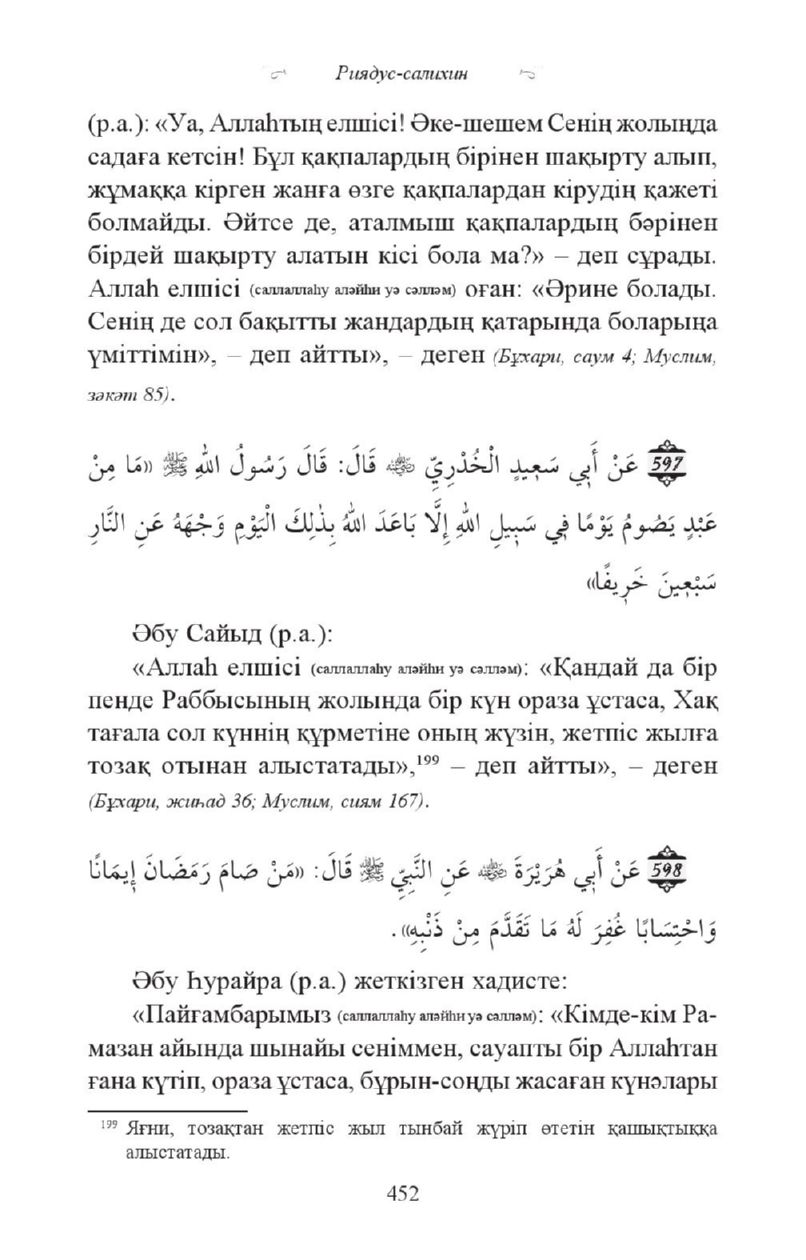 Риядус-салихин
(р.а.): «Уа, Аллаһтың елшісі! Әке-шешем Сенің жолыңда
садаға кетсін! Бұл қақпалардың бірінен шақырту алып,
жұмаққа кірген жанға өзге қақпалардан кірудің қажеті
болмайды. Әйтсе де, аталмыш қақпалардың бәрінен
бірдей шақырту алатын кісі бола ма?» – деп сұрады.
Аллаһ елшісі (саллаллаһу аләйһи уә сәлләм) оған: «Әрине болады.
Сенің де сол бақытты жандардың қатарында боларыңа
үміттімін», – деп айтты», – деген (Бұхари, саум 4; Муслим,
зәкәт 85).
597 عَنْ أَبِي سَعِيدٍ الْخُدْرِيِّ ﵁ قَالَ: قَالَ رَسُولُ اللهِ ﷺ «مَا مِنْ
عَبْدٍ يَصُومُ يَوْمًا فِي سَبِيلِ اللهِ إِلَّا بَاعَدَ اللهُ بِذٰلِكَ الْيَوْمِ وَجْهَهُ عَنِ النَّارِ
سَبْعِينَ خَرِيفًا»
Әбу Сайыд (р.а.):
«Аллаһ елшісі (саллаллаһу аләйһи уә сәлләм): «Қандай да бір
пенде Раббысының жолында бір күн ораза ұстаса, Хақ
тағала сол күннің құрметіне оның жүзін, жетпіс жылға
тозақ отынан алыстатады»,¹⁹⁹ – деп айтты», – деген
(Бұхари, жиһад 36; Муслим, сиям 167).
598 عَنْ أَبِي هُرَيْرَةَ ﵁ عَنِ النَّبِيِّ ﷺ قَالَ: «مَنْ صَامَ رَمَضَانَ إِيمَانًا
وَاحْتِسَابًا غُفِرَ لَهُ مَا تَقَدَّمَ مِنْ ذَنْبِهِ».
Әбу Һурайра (р.а.) жеткізген хадисте:
«Пайғамбарымыз (саллаллаһу аләйһи уә сәлләм): «Кімде-кім Ра-
мазан айында шынайы сеніммен, сауапты бір Аллаһтан
ғана күтіп, ораза ұстаса, бұрын-соңды жасаған күнәлары
¹⁹⁹ Яғни, тозақтан жетпіс жыл тынбай жүріп өтетін қашықтыққа
алыстатады.
452